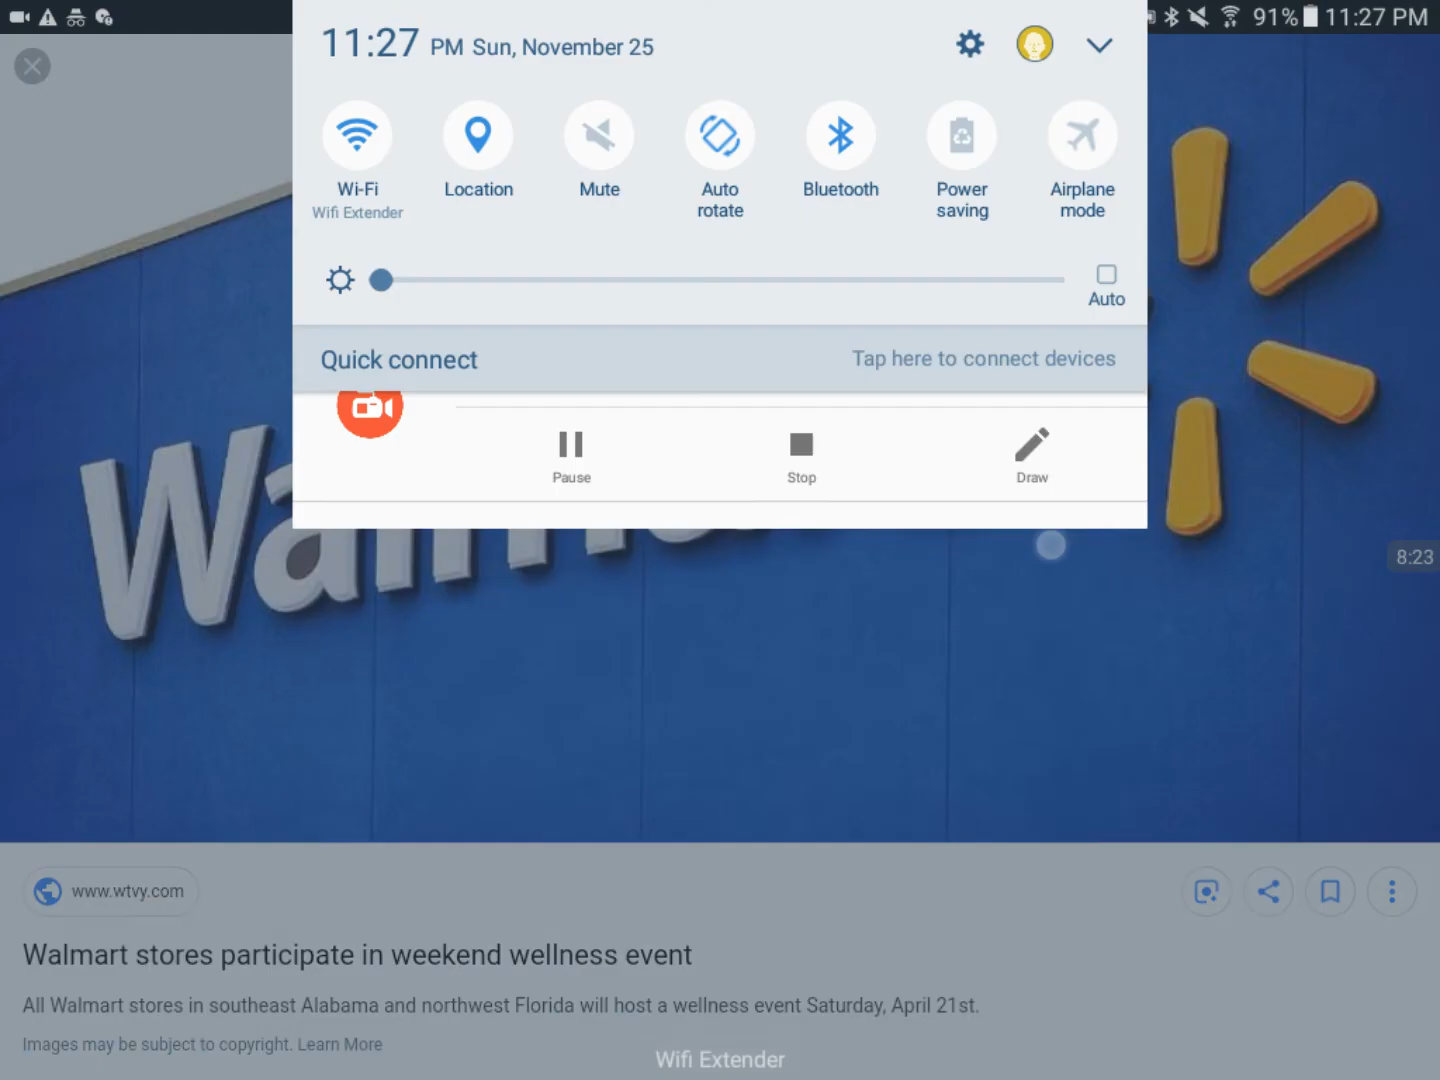 91% 11:27 PM
11:27 PM Sun, November 25
Wi-Fi
Wifi Extender
Location
Mute
Auto
rotate
Bluetooth
Power
saving
Airplane
mode
Auto
Quick connect
Tap here to connect devices
Pause
Stop
Draw
Wa
8:23
www.wtvy.com
Walmart stores participate in weekend wellness event
All Walmart stores in southeast Alabama and northwest Florida will host a wellness event Saturday, April 21st.
Images may be subject to copyright. Learn More
Wifi Extender